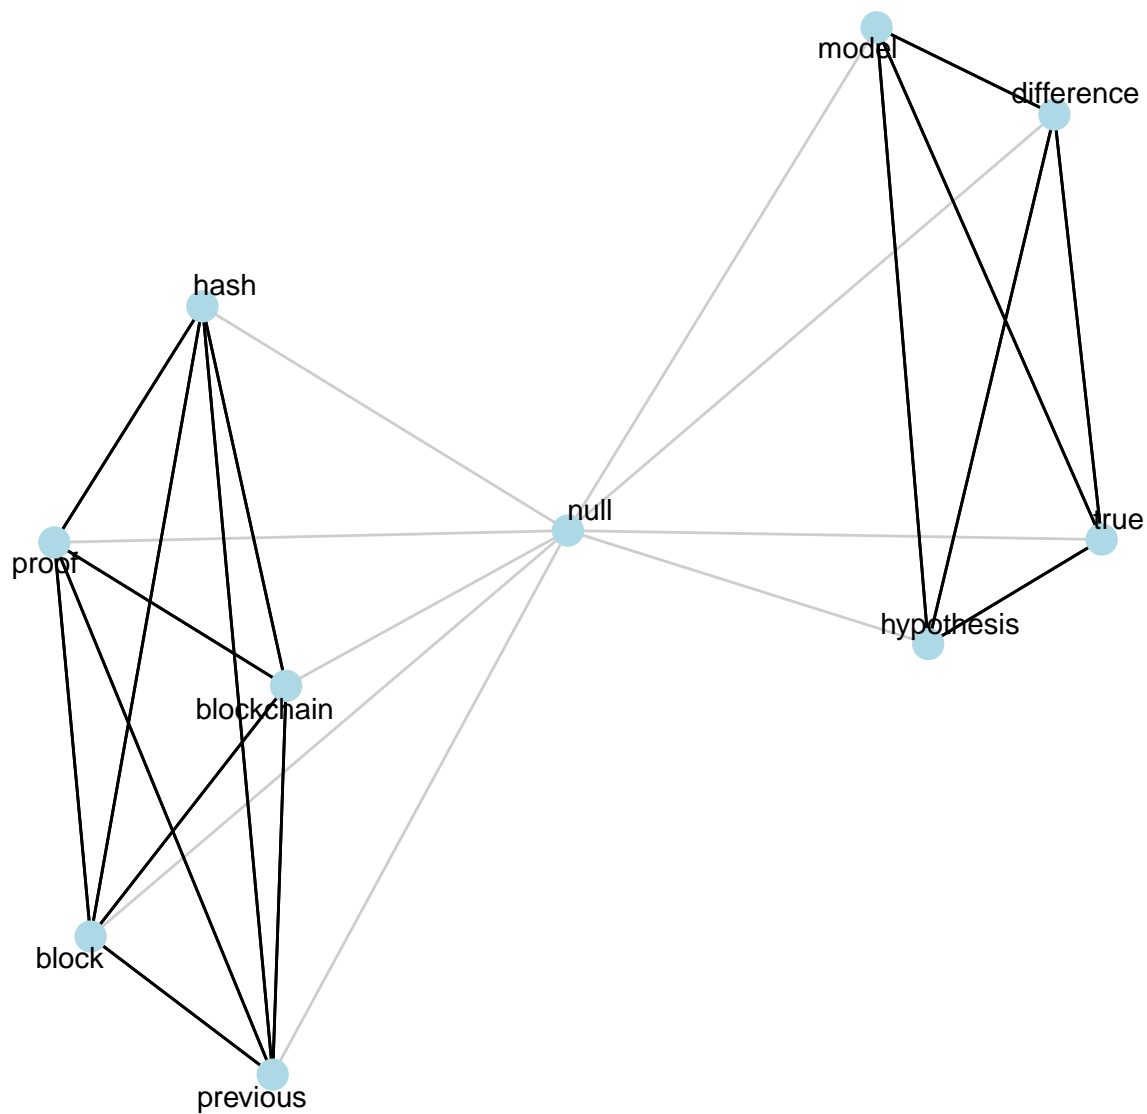 model
difference
hash
null
true
proof
hypothesis
blockchain
block
previous